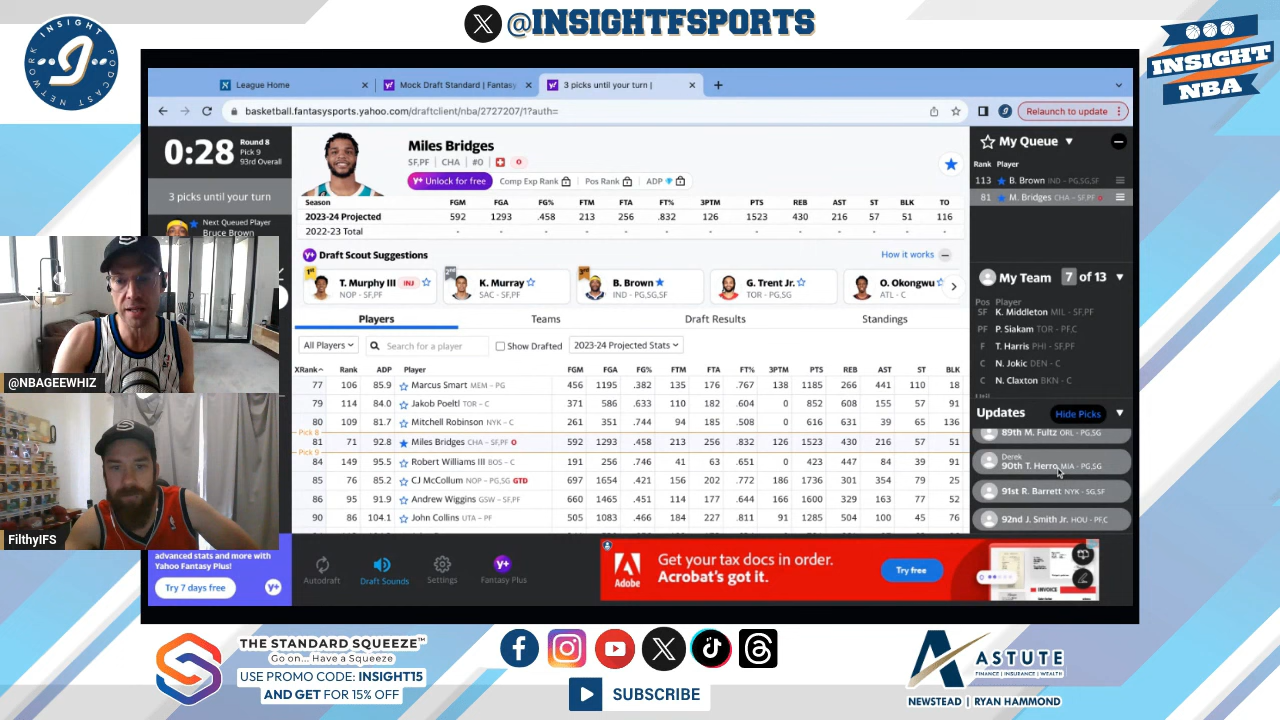 INSIGHT
PODCAST NETWORK
@INSIGHTFSPORTS
INSIGHT
NBA
League Home
Mock Draft Standard | Fantasy
3 picks until your turn |
basketball.fantasysports.yahoo.com/draftclient/nba/2727207/1?auth=
Relaunch to update
0:28
Round 8
Pick 9
93rd Overall
3 picks until your turn
Next Queued Player
Bruce Brown
Miles Bridges
SF,PF | CHA | #0 | O
Y+ Unlock for free
Comp Exp Rank
Pos Rank
ADP
Season FGM FGA FG% FTM FTA FT% 3PTM PTS REB AST ST BLK TO
2023-24 Projected 592 1293 .458 213 256 .832 126 1523 430 216 57 51 116
2022-23 Total - - - - - - - - - - - - -
Y+ Draft Scout Suggestions
How it works
1st T. Murphy III INJ
NOP - SF,PF
2nd K. Murray
SAC - SF,PF
3rd B. Brown
IND - PG,SG,SF
G. Trent Jr.
TOR - PG,SG
O. Okongwu
ATL - C
Players
Teams
Draft Results
Standings
All Players
Search for a player
Show Drafted
2023-24 Projected Stats
XRank Rank ADP Player FGM FGA FG% FTM FTA FT% 3PTM PTS REB AST ST BLK
77 106 85.9 Marcus Smart MEM - PG 456 1195 .382 135 176 .767 138 1185 266 441 110 18
79 114 84.0 Jakob Poeltl TOR - C 371 586 .633 110 182 .604 0 852 608 155 57 91
80 110 92.1 Mitchell Robinson NYK - C 261 351 .744 94 185 .508 0 616 631 39 65 136
Pick 8
81 71 92.8 Miles Bridges CHA - SF,PF O 592 1293 .458 213 256 .832 126 1523 430 216 57 51
Pick 9
84 149 95.5 Robert Williams III BOS - C 191 256 .746 41 63 .651 0 423 447 84 39 91
85 76 85.2 CJ McCollum NOP - PG,SG GTD 697 1654 .421 156 202 .772 186 1736 301 354 79 25
86 95 91.9 Andrew Wiggins GSW - SF,PF 660 1465 .451 114 177 .644 166 1600 329 163 77 52
90 86 104.1 John Collins UTA - PF 505 1083 .466 184 227 .811 91 1285 504 100 45 76
My Queue
Rank Player
113 B. Brown IND - PG,SG,SF
81 M. Bridges CHA - SF,PF O
My Team 7 of 13
Pos Player
SF K. Middleton MIL - SF,PF
PF P. Siakam TOR - PF,C
F T. Harris PHI - SF,PF
C N. Jokic DEN - C
C N. Claxton BKN - C
Updates
Hide Picks
89th M. Fultz ORL - PG,SG
Derek
90th T. Herro MIA - PG,SG
91st R. Barrett NYK - SG,SF
92nd J. Smith Jr. HOU - PF,C
@NBAGEEWHIZ
FilthyIFS
advanced stats and more with
Yahoo Fantasy Plus!
Try 7 days free
Autodraft
Draft Sounds
Settings
Fantasy Plus
Adobe
Get your tax docs in order.
Acrobat's got it.
Try free
INVOICE
THE STANDARD SQUEEZE™
Go on... Have a Squeeze
USE PROMO CODE: INSIGHT15
AND GET FOR 15% OFF
SUBSCRIBE
ASTUTE
FINANCE | INSURANCE | WEALTH
NEWSTEAD | RYAN HAMMOND